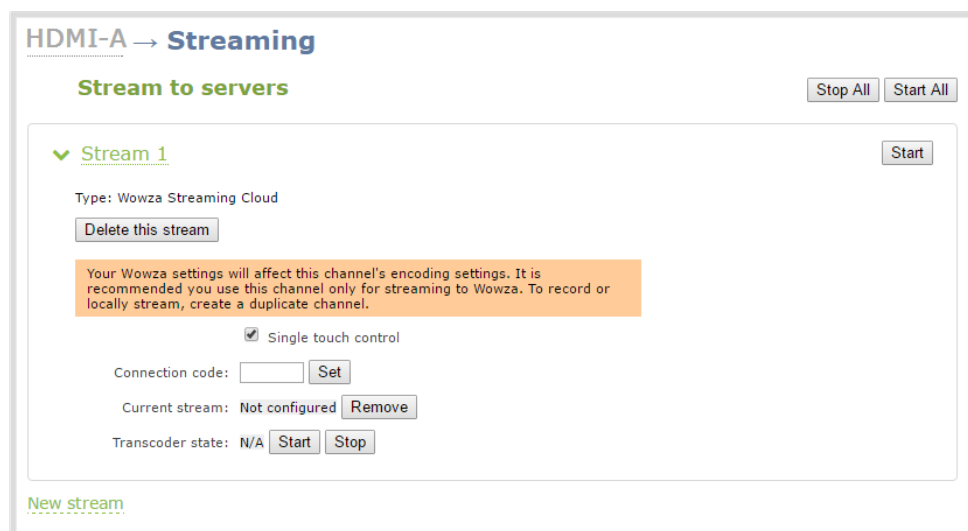 HDMI-A → Streaming
Stream to servers
Stop All Start All
Stream 1
Start
Type: Wowza Streaming Cloud
Delete this stream
Your Wowza settings will affect this channel's encoding settings. It is
recommended you use this channel only for streaming to Wowza. To record or
locally stream, create a duplicate channel.
Single touch control
Connection code: Set
Current stream: Not configured Remove
Transcoder state: N/A Start Stop
New stream